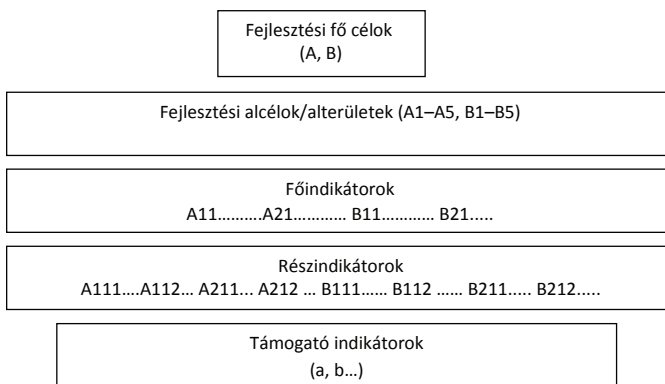 Fejlesztési fő célok
(A, B)
Fejlesztési alcélok/alterületek (A1–A5, B1–B5)
Főindikátorok
A11……….A21………… B11………… B21.....
Részindikátorok
A111….A112… A211... A212 … B111…… B112 …… B211..... B212.....
Támogató indikátorok
(a, b…)